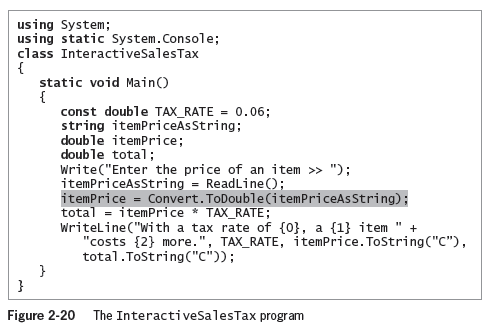 using System;
using static System.Console;
class InteractiveSalesTax
{
static void Main()
{
const double TAX_RATE = 0.06;
string itemPriceAsString;
double itemPrice;
double total;
Write("Enter the price of an item >> ");
itemPriceAsString = ReadLine();
itemPrice = Convert.ToDouble(itemPriceAsString);
total = itemPrice * TAX_RATE;
WriteLine("With a tax rate of {0}, a {1} item " +
"costs {2} more.", TAX_RATE, itemPrice.ToString("C"),
total.ToString("C"));
}
}
Figure 2-20 The InteractiveSalesTax program